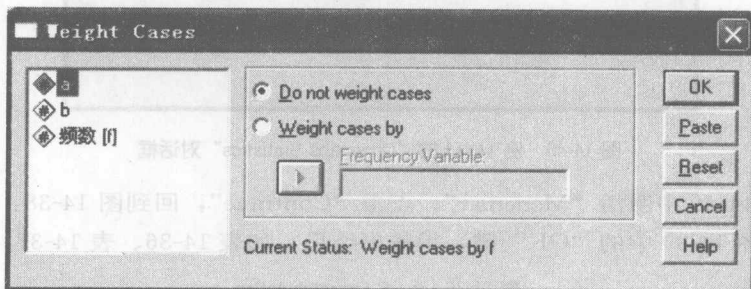 Weight Cases
a
b
频数 [f]
Do not weight cases
Weight cases by
Frequency Variable:
Current Status: Weight cases by f
OK
Paste
Reset
Cancel
Help